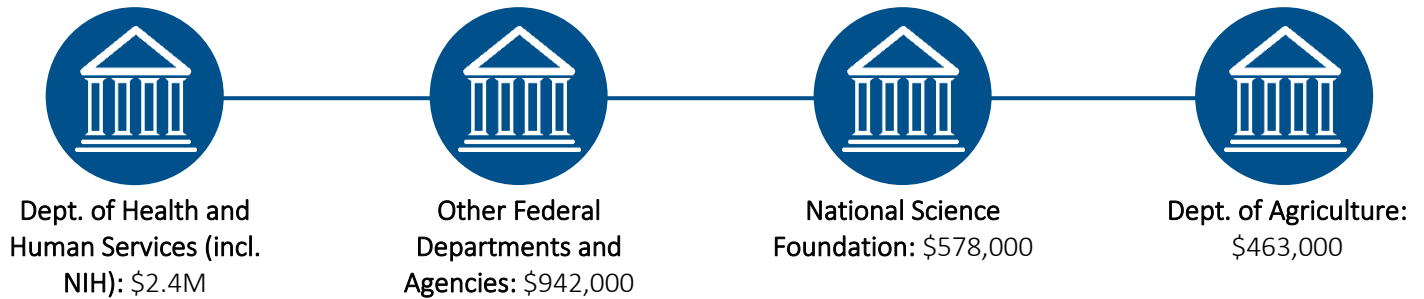 Dept. of Health and
Human Services (incl.
NIH): $2.4M
Other Federal
Departments and
Agencies: $942,000
National Science
Foundation: $578,000
Dept. of Agriculture:
$463,000